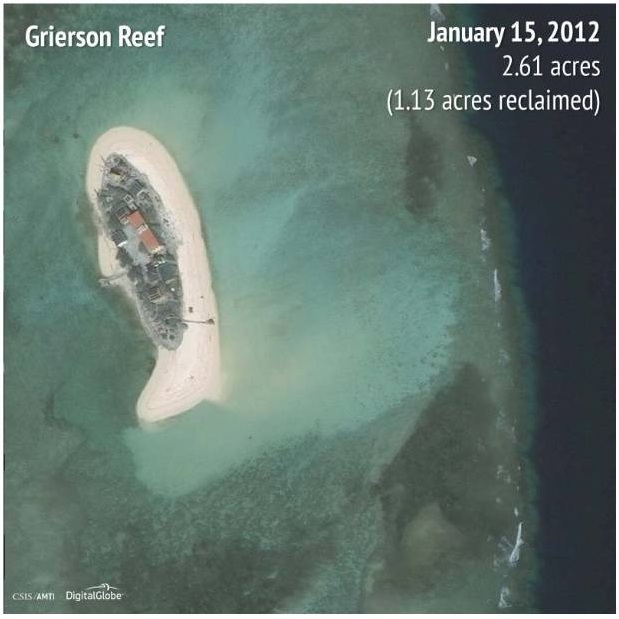 Grierson Reef
January 15, 2012
2.61 acres
(1.13 acres reclaimed)
CSIS/AMTI DigitalGlobe